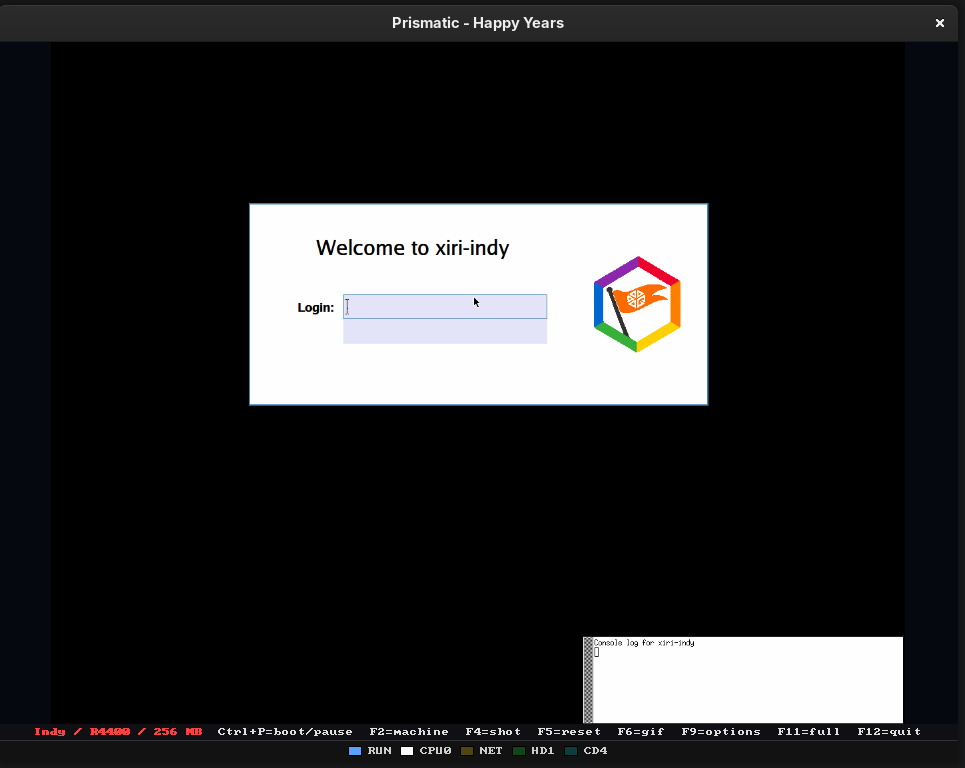 Prismatic - Happy Years
Welcome to xiri-indy
Login:
Console log for xiri-indy
Indy / R4400 / 256 MB Ctrl+P=boot/pause F2=machine F4=shot F5=reset F6=gif F9=options F11=full F12=quit
RUN CPU0 NET HD1 CD4